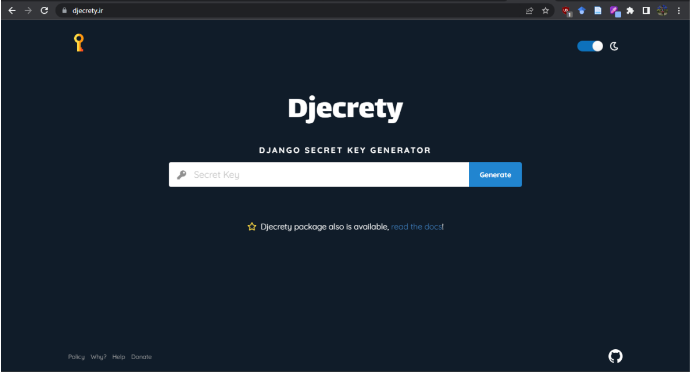 djecrety.ir
Djecrety
DJANGO SECRET KEY GENERATOR
Secret Key
Generate
Djecrety package also is available, read the docs!
Policy Why? Help Donate